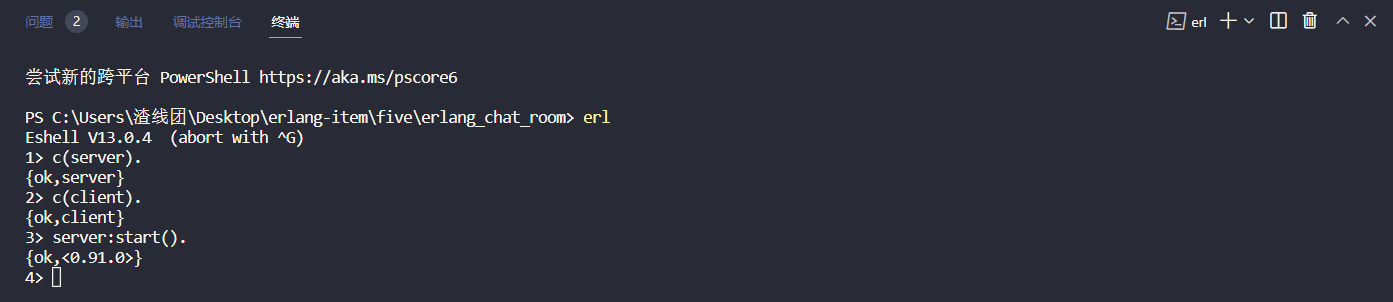 问题 2 输出 调试控制台 终端 erl
尝试新的跨平台 PowerShell https://aka.ms/pscore6
PS C:\Users\渣线团\Desktop\erlang-item\five\erlang_chat_room> erl
Eshell V13.0.4  (abort with ^G)
1> c(server).
{ok,server}
2> c(client).
{ok,client}
3> server:start().
{ok,<0.91.0>}
4>